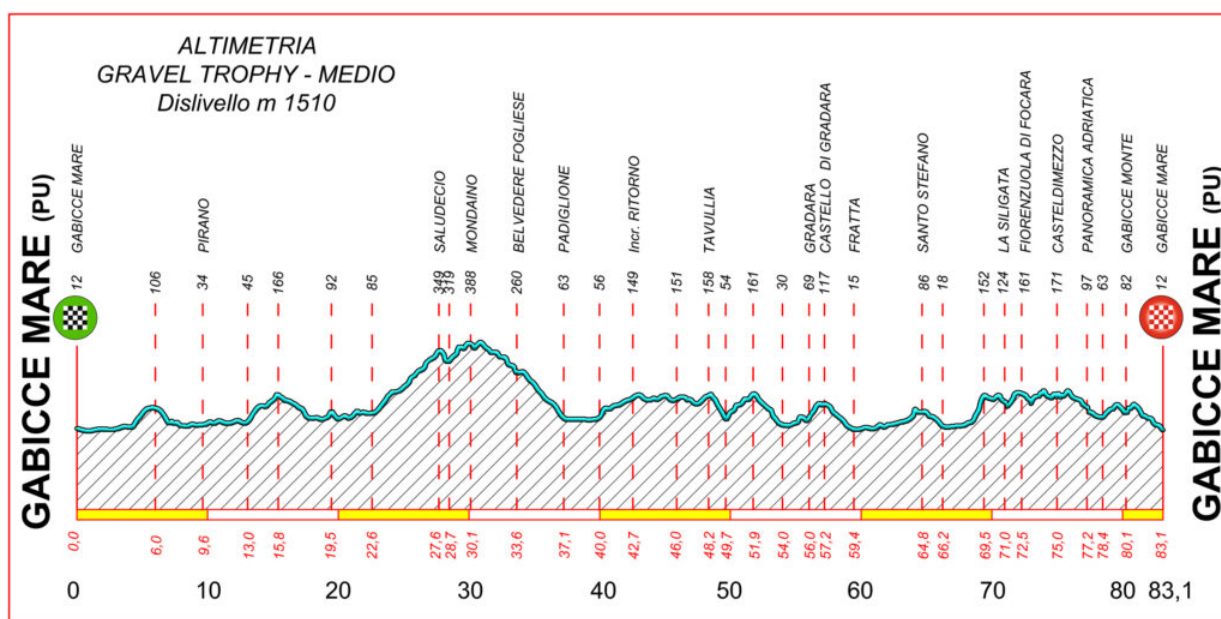 ALTIMETRIA
GRAVEL TROPHY - MEDIO
Dislivello m 1510
GABICCE MARE (PU)
12 GABICCE MARE
106
34 PIRANO
45
166
92
85
349 SALUDECIO
319
388 MONDAINO
260 BELVEDERE FOGLIESE
63 PADIGLIONE
56
149 Incr. RITORNO
151
158 TAVULLIA
54
161
30
69 GRADARA
117 CASTELLO DI GRADARA
15 FRATTA
86 SANTO STEFANO
18
152
124 LA SILIGATA
161 FIORENZUOLA DI FOCARA
171 CASTELDIMEZZO
97 PANORAMICA ADRIATICA
63
82 GABICCE MONTE
12 GABICCE MARE
GABICCE MARE (PU)
0,0 6,0 9,6 13,0 15,8 19,5 22,6 27,8 28,7 30,1 33,6 37,1 40,0 42,7 46,0 48,2 49,7 51,9 54,0 56,0 57,2 59,4 64,8 66,2 69,5 71,0 72,5 75,0 77,2 78,4 80,1 83,1
0 10 20 30 40 50 60 70 80 83,1